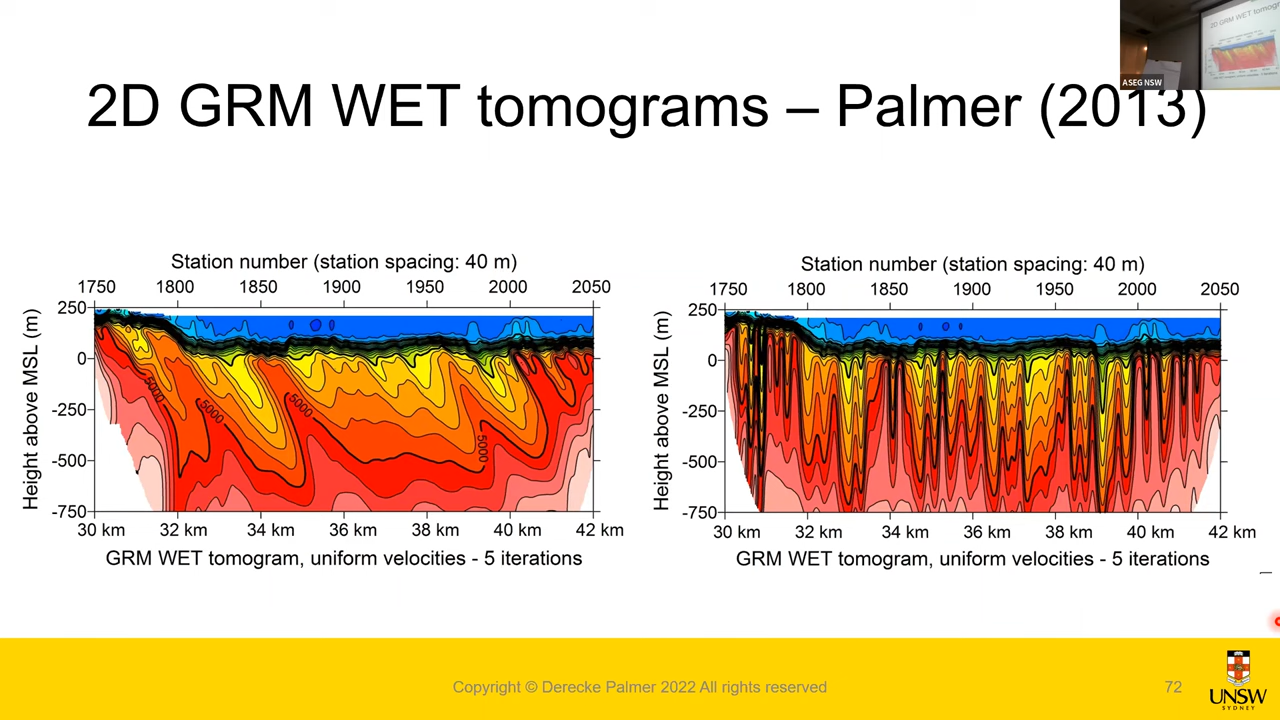 2D GRM WET tomograms – Palmer (2013)
ASEG NSW
2D GRM WET tomogr
Station number (station spacing: 40 m)
1750 1800 1850 1900 1950 2000 2050
Height above MSL (m)
250
0
-250
-500
-750
5000
5000
5000
5000
30 km 32 km 34 km 36 km 38 km 40 km 42 km
GRM WET tomogram, uniform velocities - 5 iterations
Station number (station spacing: 40 m)
1750 1800 1850 1900 1950 2000 2050
Height above MSL (m)
250
0
-250
-500
-750
30 km 32 km 34 km 36 km 38 km 40 km 42 km
GRM WET tomogram, uniform velocities - 5 iterations
Copyright © Derecke Palmer 2022 All rights reserved
72
UNSW
SYDNEY